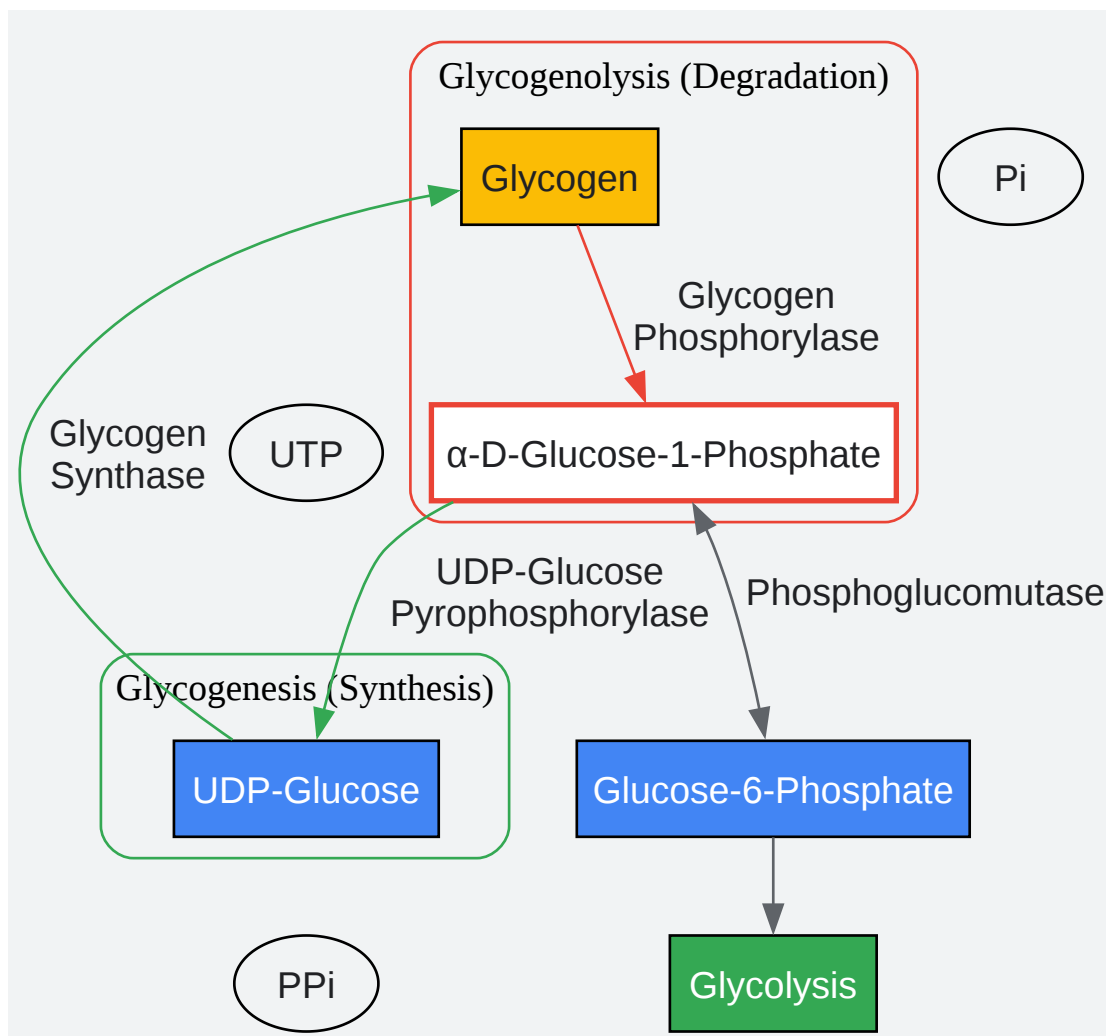 Glycogenolysis (Degradation)
Glycogen
Pi
Glycogen
Phosphorylase
Glycogen
Synthase
UTP
α-D-Glucose-1-Phosphate
UDP-Glucose
Pyrophosphorylase
Phosphoglucomutase
Glycogenesis (Synthesis)
UDP-Glucose
Glucose-6-Phosphate
PPi
Glycolysis